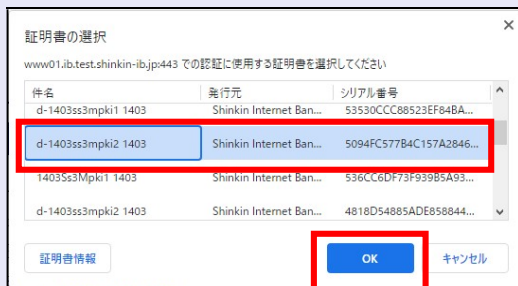 証明書の選択
www01.ib.test.shinkin-ib.jp:443 での認証に使用する証明書を選択してください
件名 発行元 シリアル番号
d-1403ss3mpki1 1403 Shinkin Internet Ban... 53530CCC88523EF84BA...
d-1403ss3mpki2 1403 Shinkin Internet Ban... 5094FC577B4C157A2846...
1403Ss3Mpki1 1403 Shinkin Internet Ban... 536CC6DF73F939B5A93...
d-1403ss3mpki2 1403 Shinkin Internet Ban... 4818D54885ADE858844...
証明書情報 OK キャンセル